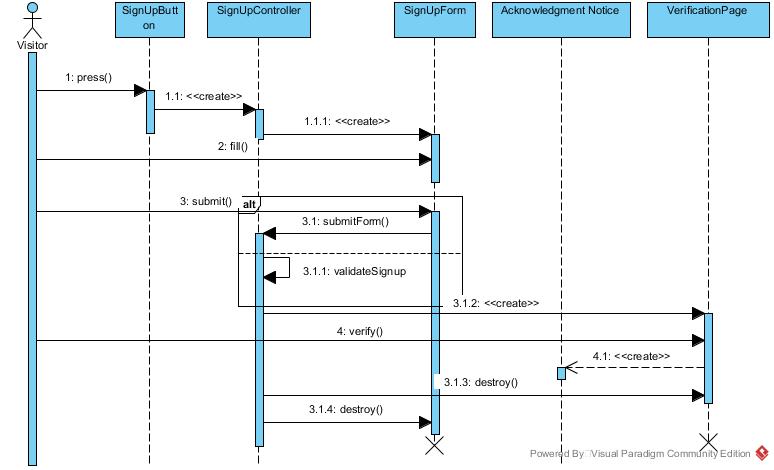 SignUpButt
on
SignUpController
SignUpForm
Acknowledgment Notice
VerificationPage
Visitor
1: press()
1.1: <<create>>
1.1.1: <<create>>
2: fill()
3: submit()
alt
3.1: submitForm()
3.1.1: validateSignup
3.1.2: <<create>>
4: verify()
4.1: <<create>>
3.1.3: destroy()
3.1.4: destroy()
Powered By Visual Paradigm Community Edition